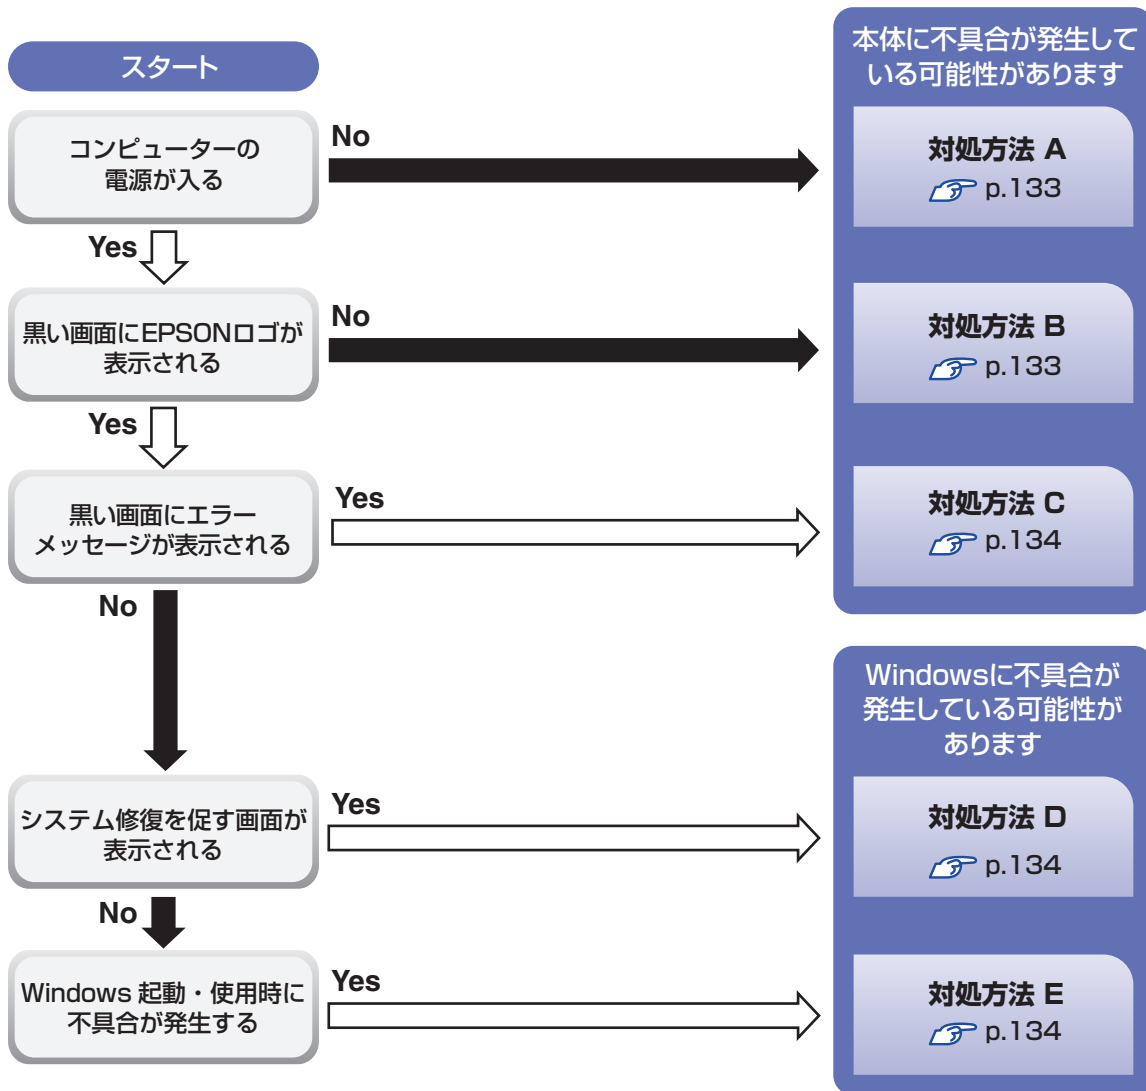 スタート
コンピューターの
電源が入る
No
本体に不具合が発生して
いる可能性があります
対処方法 A
p.133
Yes
黒い画面にEPSONロゴが
表示される
No
対処方法 B
p.133
Yes
黒い画面にエラー
メッセージが表示される
Yes
対処方法 C
p.134
No
Windowsに不具合が
発生している可能性が
あります
システム修復を促す画面が
表示される
Yes
対処方法 D
p.134
No
Windows 起動・使用時に
不具合が発生する
Yes
対処方法 E
p.134